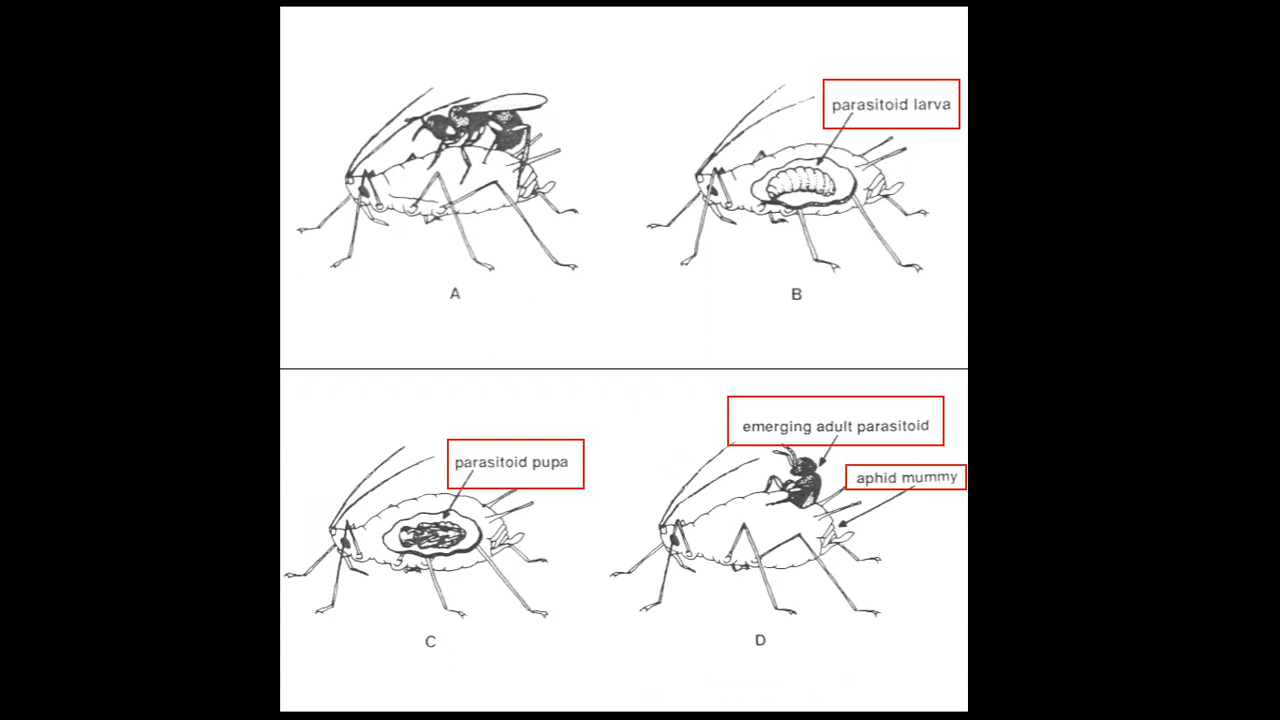 parasitoid larva
A
B
parasitoid pupa
emerging adult parasitoid
aphid mummy
C
D